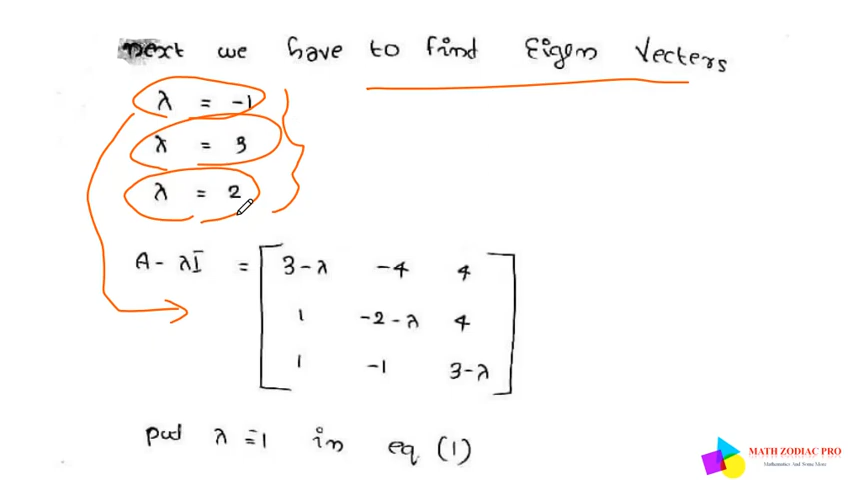 next we have to find Eigen Vecters
λ = -1
λ = 3
λ = 2
A - λI = [ 3-λ -4 4
1 -2-λ 4
1 -1 3-λ ]
put λ = -1 in eq (1)
MATH ZODIAC PRO
Mathematics And Some More